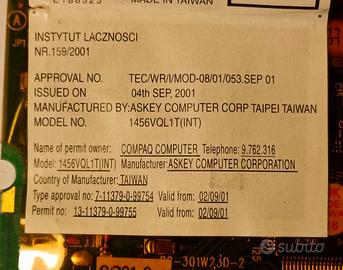 E188323 MADE IN TAIWAN
JP1
INSTYTUT LACZNOSCI
NR.159/2001
APPROVAL NO. TEC/WR/I/MOD-08/01/053.SEP 01
ISSUED ON 04th SEP, 2001
MANUFACTURED BY:ASKEY COMPUTER CORP TAIPEI TAIWAN
MODEL NO. 1456VQL1T(INT)
Name of permit owner: COMPAQ COMPUTER Telephone: 9.762.316
Model: 1456VQL1T(INT) Manufacturer: ASKEY COMPUTER CORPORATION
Country of Manufacturer: TAIWAN
Type approval no: 7-11379-0-99754 Valid from: 02/09/01
Permit no: 13-11379-0-99755 Valid from: 02/09/01
-301W23D-2
subito